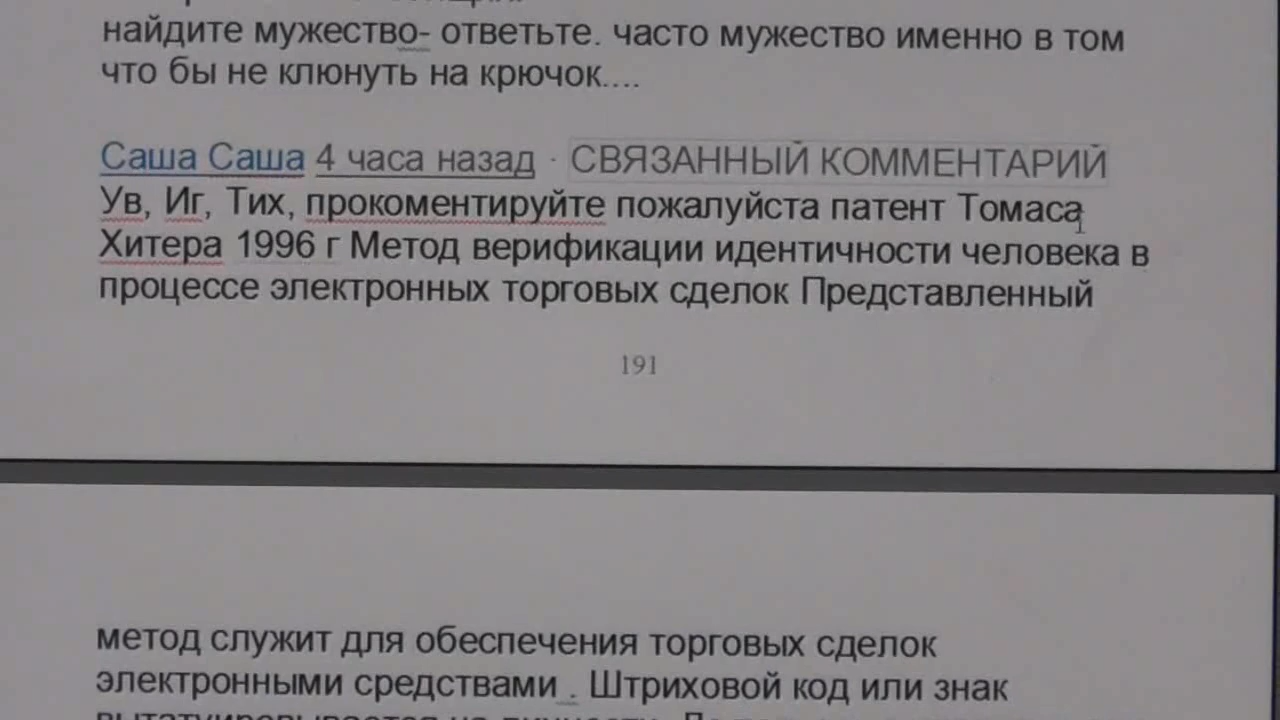 найдите мужество- ответьте. часто мужество именно в том
что бы не клюнуть на крючок....
Саша Саша 4 часа назад · СВЯЗАННЫЙ КОММЕНТАРИЙ
Ув, Иг, Тих, прокоментируйте пожалуйста патент Томаса
Хитера 1996 г Метод верификации идентичности человека в
процессе электронных торговых сделок Представленный
191
метод служит для обеспечения торговых сделок
электронными средствами . Штриховой код или знак